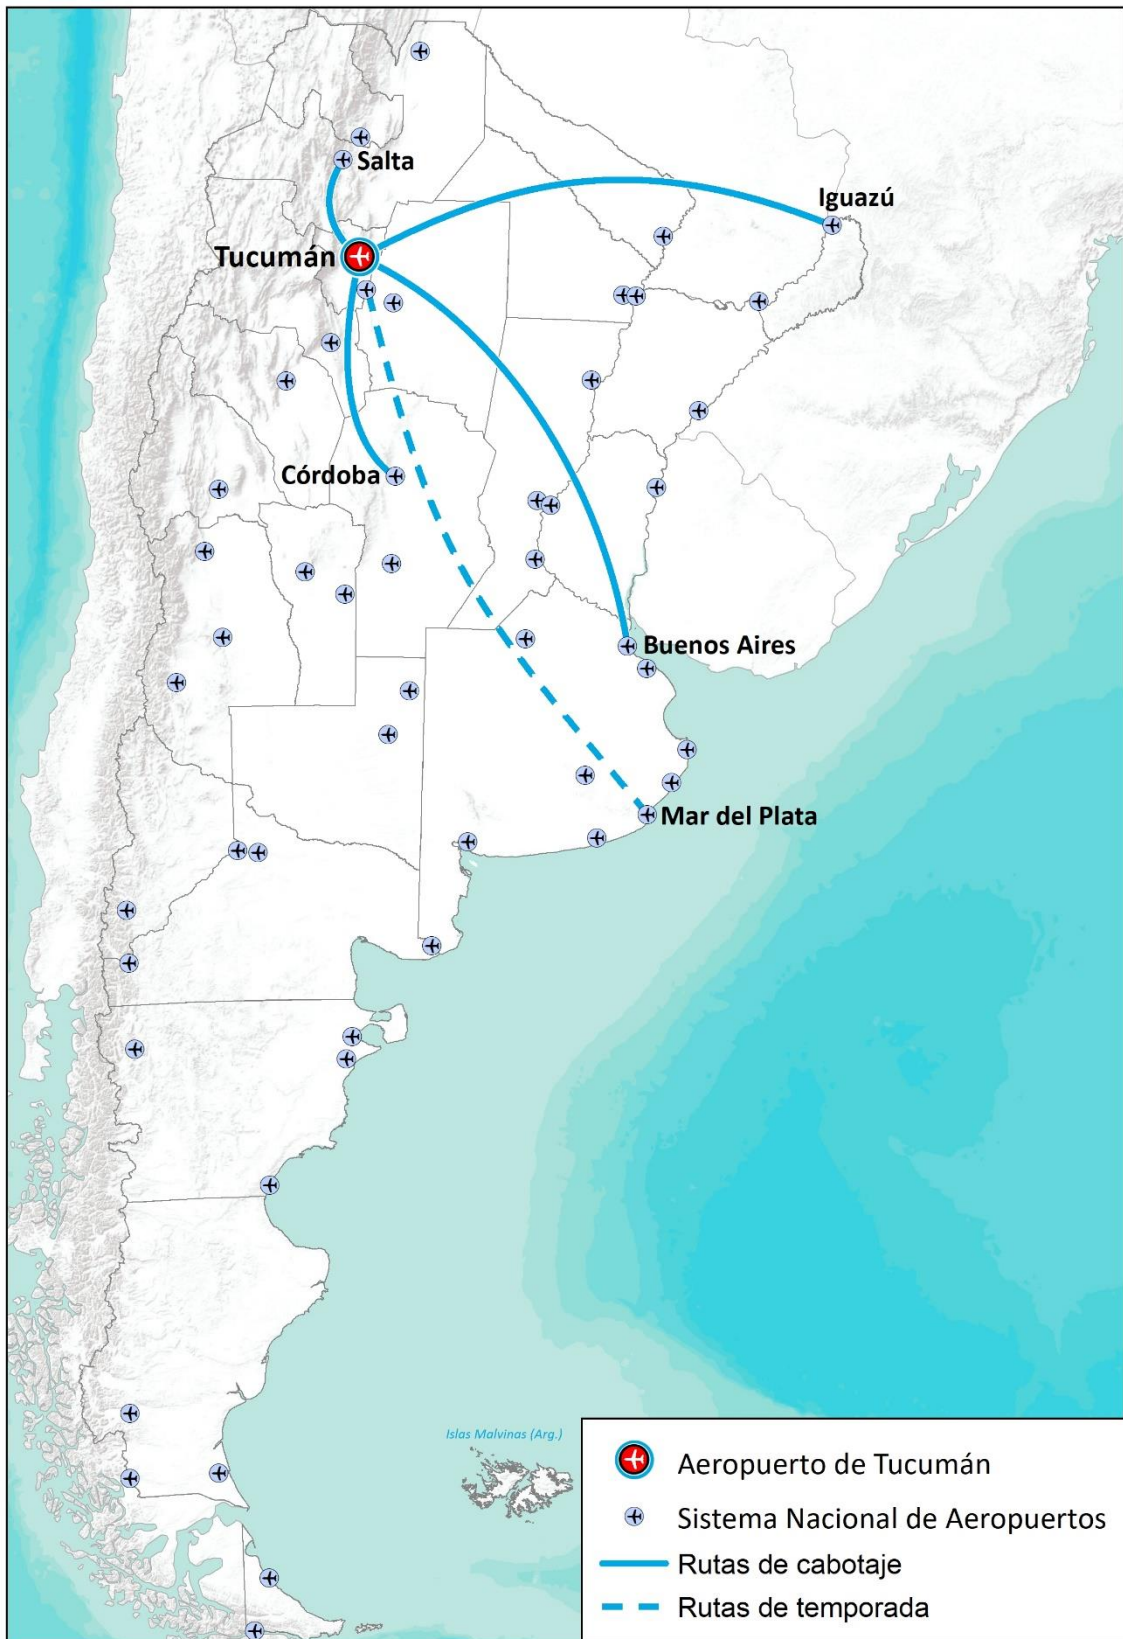 Salta
Iguazú
Tucumán
Córdoba
Buenos Aires
Mar del Plata
Islas Malvinas (Arg.)
Aeropuerto de Tucumán
Sistema Nacional de Aeropuertos
Rutas de cabotaje
Rutas de temporada